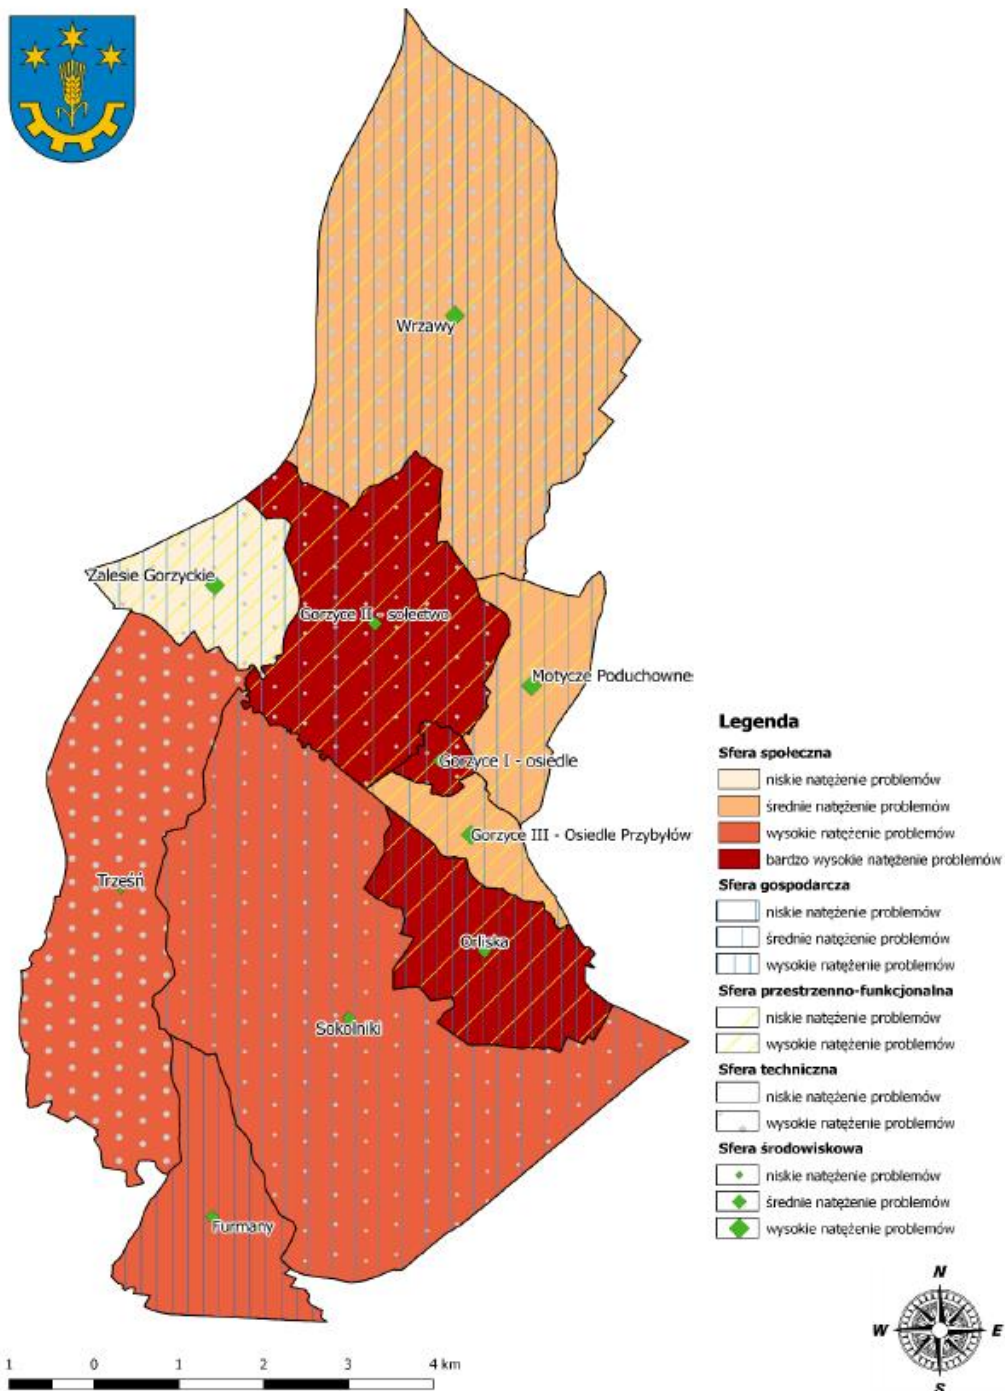 Wrzawy
Zalesie Gorzyckie
Gorzyce II - sołectwo
Motycze Poduchowne
Gorzyce I - osiedle
Gorzyce III - Osiedle Przybyłów
Trześń
Orliska
Sokolniki
Furmany
Legenda
Sfera społeczna
niskie natężenie problemów
średnie natężenie problemów
wysokie natężenie problemów
bardzo wysokie natężenie problemów
Sfera gospodarcza
niskie natężenie problemów
średnie natężenie problemów
wysokie natężenie problemów
Sfera przestrzenno-funkcjonalna
niskie natężenie problemów
wysokie natężenie problemów
Sfera techniczna
niskie natężenie problemów
wysokie natężenie problemów
Sfera środowiskowa
niskie natężenie problemów
średnie natężenie problemów
wysokie natężenie problemów
N
W E
S
1 0 1 2 3 4 km